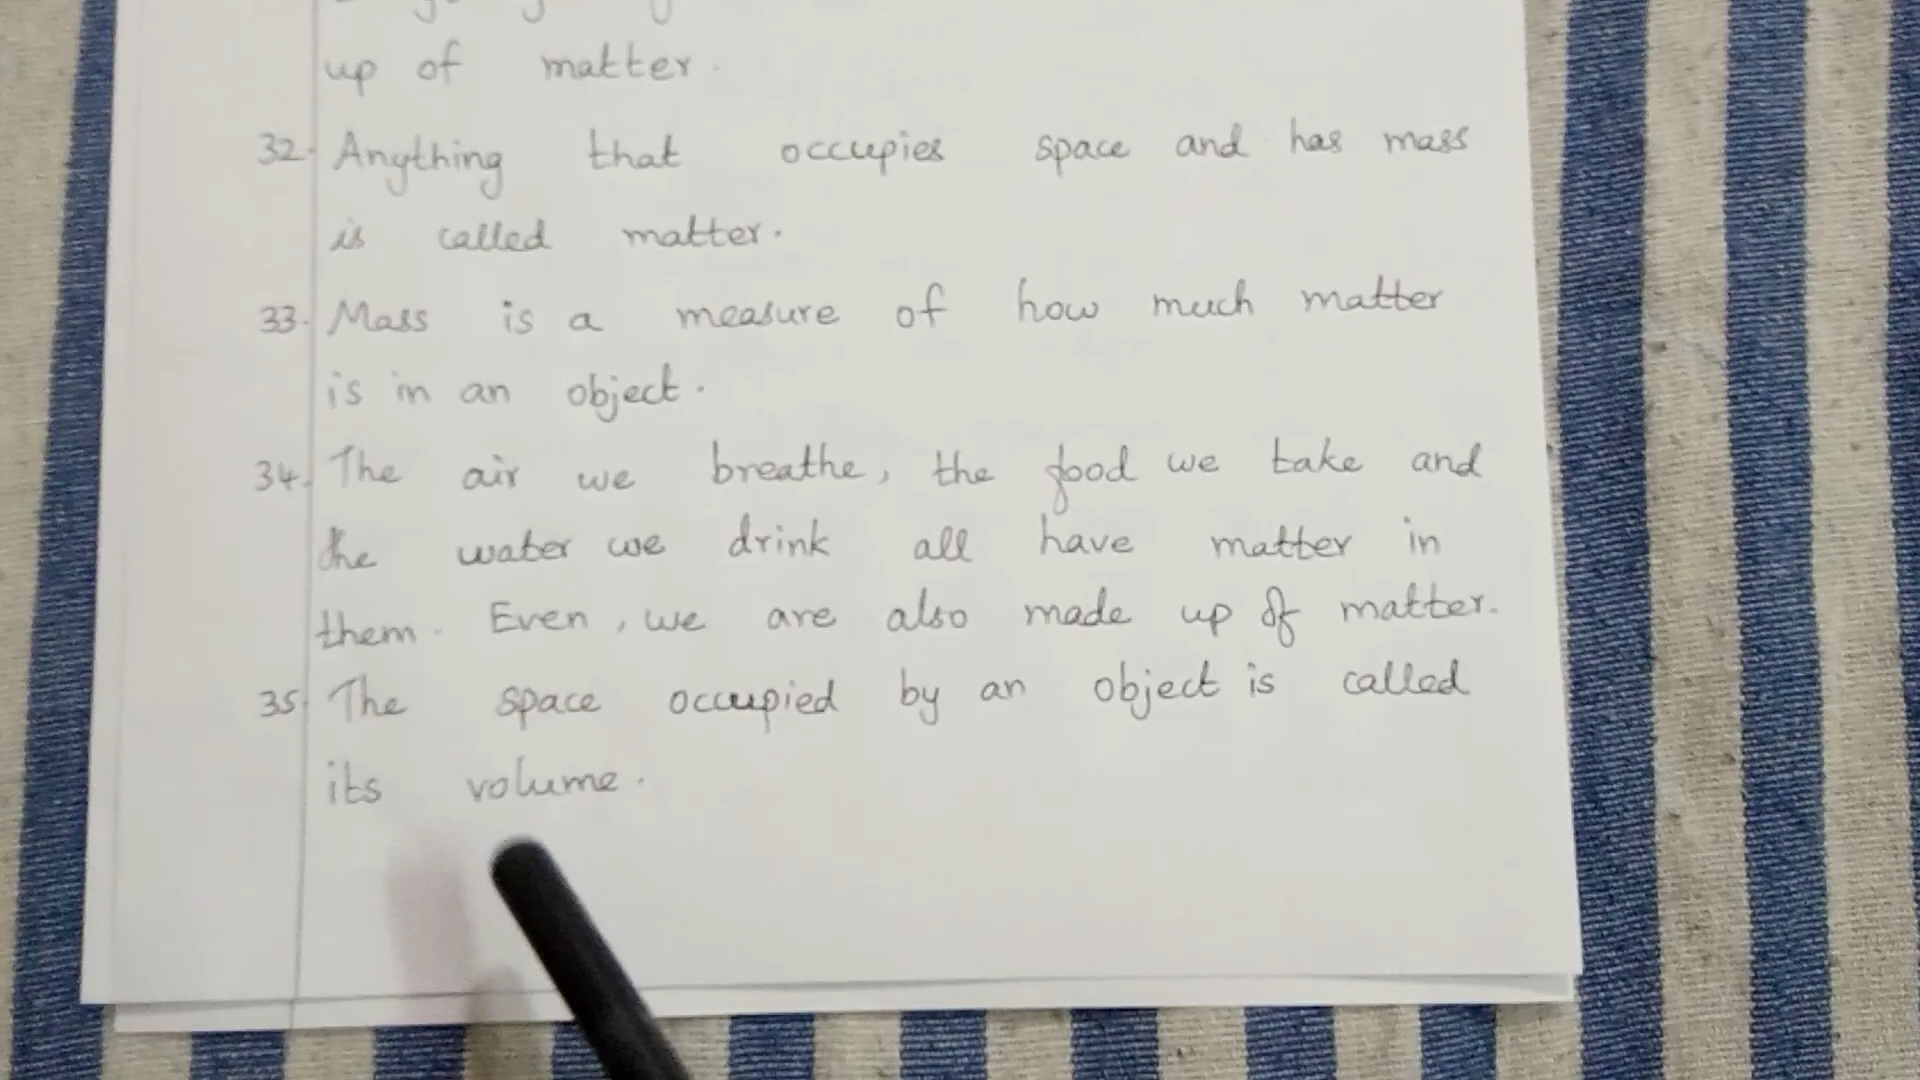 up of matter.
32. Anything that occupies space and has mass
is called matter.
33. Mass is a measure of how much matter
is in an object.
34. The air we breathe, the food we take and
the water we drink all have matter in
them. Even, we are also made up of matter.
35. The space occupied by an object is called
its volume.